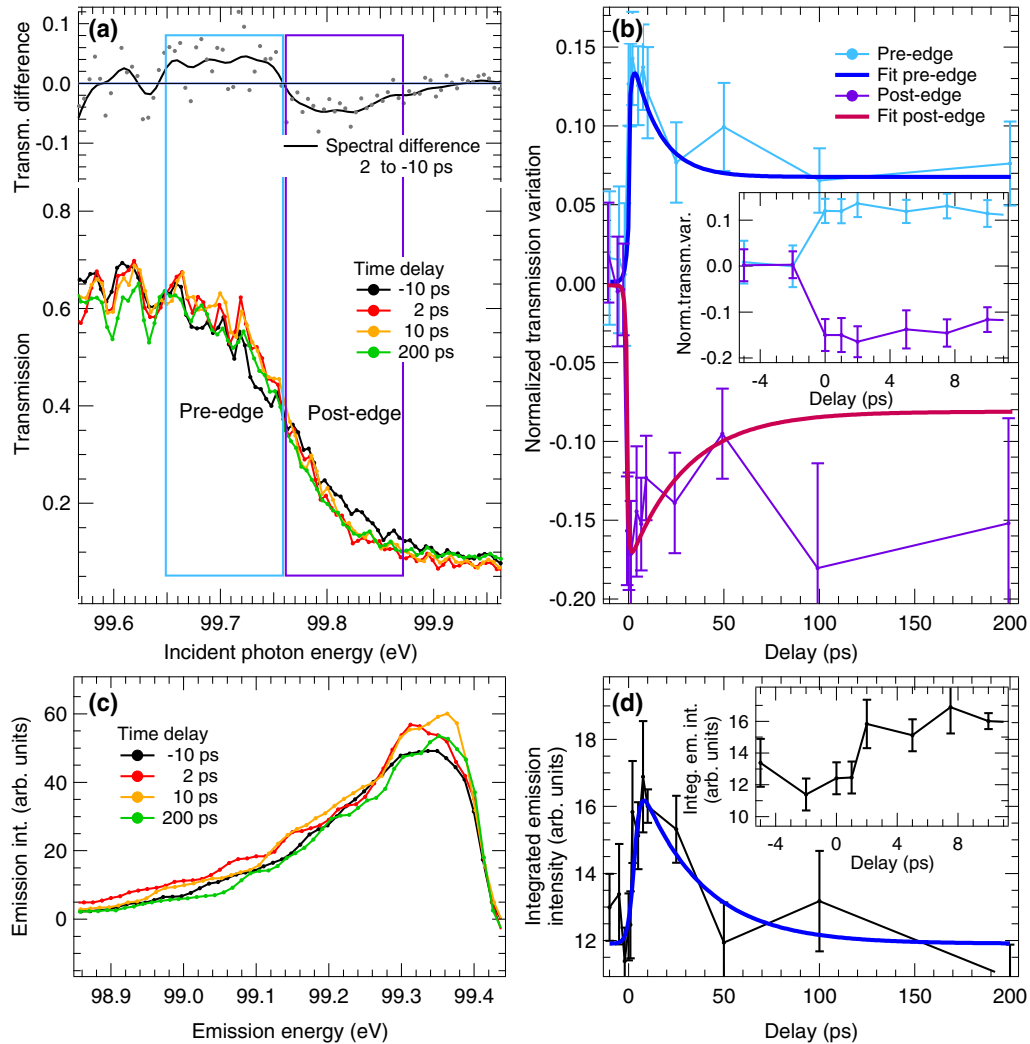 (a)
Transm. difference
0.1
0.0
-0.1
Spectral difference
2 to -10 ps
Transmission
0.8
0.6
0.4
0.2
Time delay
-10 ps
2 ps
10 ps
200 ps
Pre-edge
Post-edge
99.6
99.7
99.8
99.9
Incident photon energy (eV)
(b)
Normalized transmission variation
0.15
0.10
0.05
0.00
-0.05
-0.10
-0.15
-0.20
Pre-edge
Fit pre-edge
Post-edge
Fit post-edge
Norm.transm.var.
0.1
0.0
-0.1
-0.2
-4
0
4
8
Delay (ps)
0
50
100
150
200
Delay (ps)
(c)
Emission int. (arb. units)
60
40
20
0
Time delay
-10 ps
2 ps
10 ps
200 ps
98.9
99.0
99.1
99.2
99.3
99.4
Emission energy (eV)
(d)
Integrated emission
intensity (arb. units)
18
16
14
12
Integ. em. int.
(arb. units)
16
14
12
10
-4
0
4
8
Delay (ps)
0
50
100
150
200
Delay (ps)